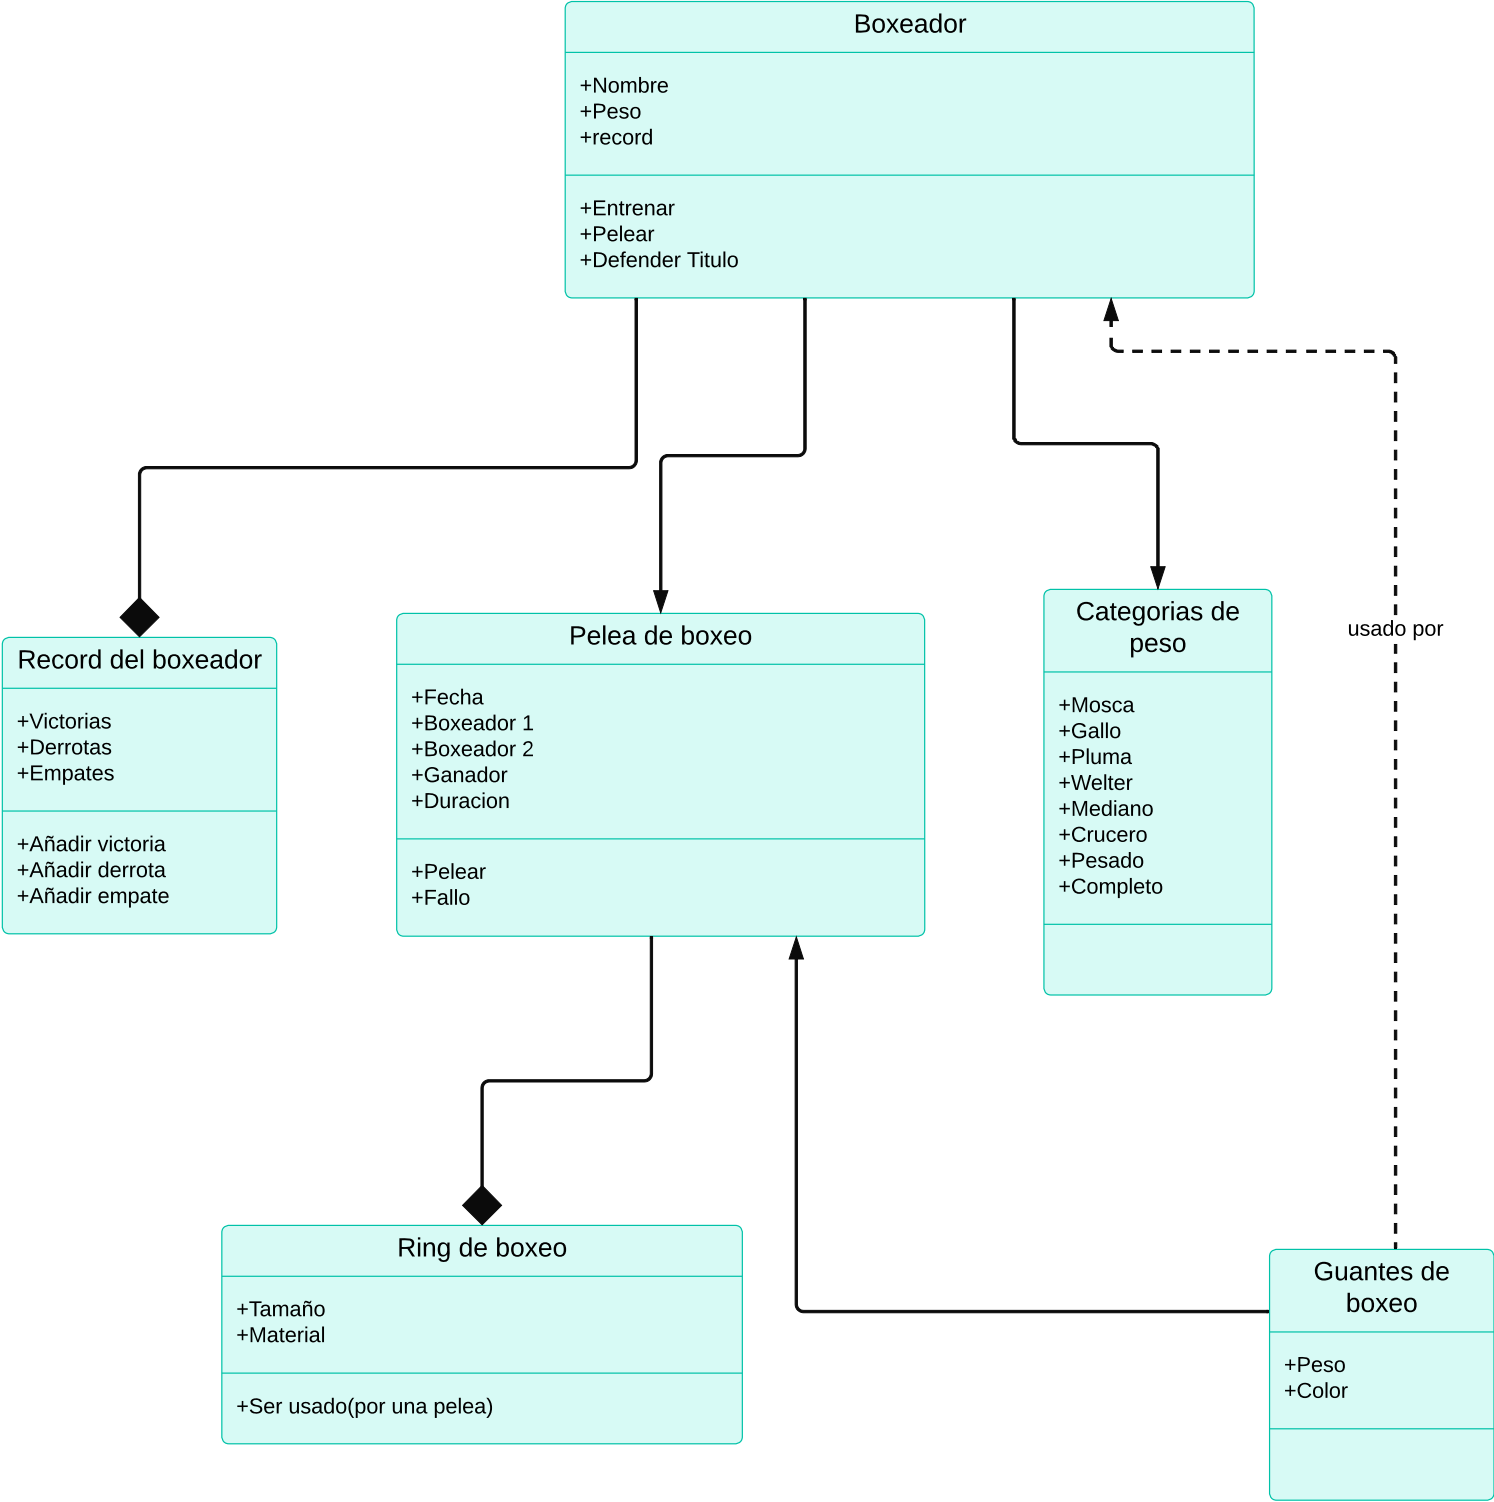 Boxeador
+Nombre
+Peso
+record
+Entrenar
+Pelear
+Defender Titulo
Record del boxeador
+Victorias
+Derrotas
+Empates
+Añadir victoria
+Añadir derrota
+Añadir empate
Pelea de boxeo
+Fecha
+Boxeador 1
+Boxeador 2
+Ganador
+Duracion
+Pelear
+Fallo
Categorias de
peso
+Mosca
+Gallo
+Pluma
+Welter
+Mediano
+Crucero
+Pesado
+Completo
usado por
Ring de boxeo
+Tamaño
+Material
+Ser usado(por una pelea)
Guantes de
boxeo
+Peso
+Color